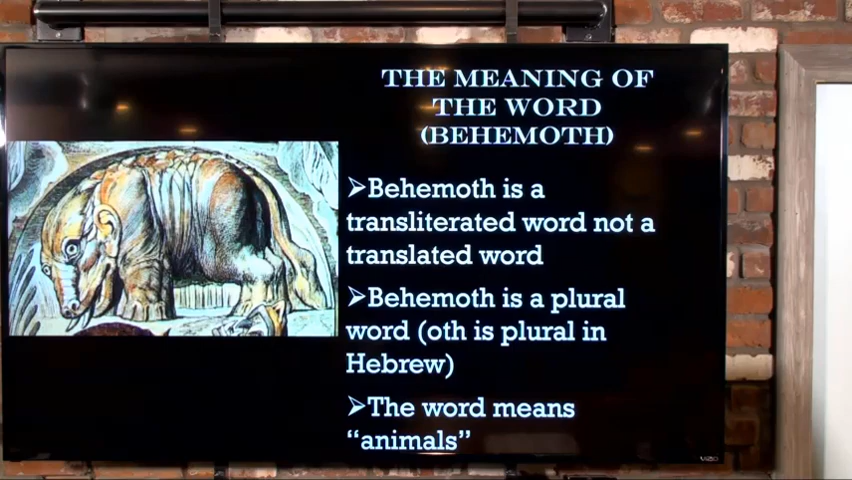 THE MEANING OF
THE WORD
(BEHEMOTH)
➢Behemoth is a
transliterated word not a
translated word
➢Behemoth is a plural
word (oth is plural in
Hebrew)
➢The word means
“animals”
VIZIO